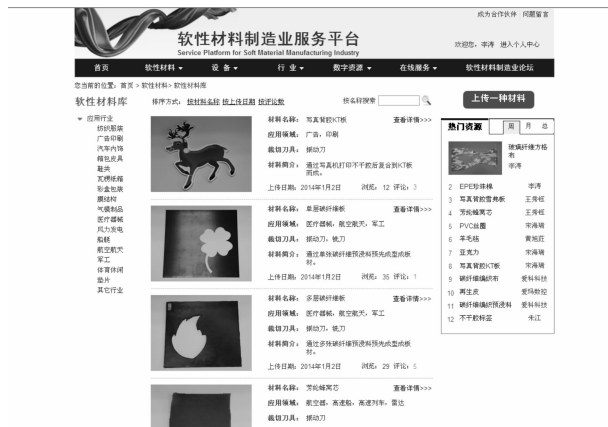 成为合作伙伴 问题留言
软性材料制造业服务平台
Service Platform for Soft Material Manufacturing Industry
欢迎您，李涛 进入个人中心
首页 软性材料 设 备 行 业 数字资源 在线服务 软性材料制造业论坛
您当前的位置：首页 > 软性材料> 软性材料库
软性材料库
应用行业
纺织服装
广告印刷
汽车内饰
箱包皮具
鞋类
瓦楞纸箱
彩盒包装
膜结构
气模制品
医疗器械
风力发电
船艇
航空航天
军工
体育休闲
垫片
其它行业
排序方式： 按材料名称 按上传日期 按评论数 按名称搜索
材料名称： 写真背胶KT板 查看详情>>>
应用领域： 广告，印刷
裁切刀具： 振动刀
材料简介： 通过写真机打印不干胶后复合到KT板
而成。
上传日期：2014年1月2日 浏览：12 评论：3
材料名称： 单层碳纤维板 查看详情>>>
应用领域： 医疗器械，航空航天，军工
裁切刀具： 振动刀，铣刀
材料简介： 通过单张碳纤维预浸料预先成型成板
材。
上传日期：2014年1月2日 浏览：35 评论：1
材料名称： 多层碳纤维板 查看详情>>>
应用领域： 医疗器械，航空航天，军工
裁切刀具： 振动刀，铣刀
材料简介： 通过多张碳纤维预浸料预先成型成板
材。
上传日期：2014年1月2日 浏览：29 评论：5
材料名称： 芳纶蜂窝芯 查看详情>>>
应用领域： 航空器，高速船，高速列车，雷达
裁切刀具： 振动刀
上传一种材料
热门资源 周 月 总
玻璃纤维方格
布
李涛
2 EPE珍珠棉 李涛
3 写真背胶雪弗板 王秀钰
5 PVC丝圈 宋海瑞
6 羊毛毡
7 亚克力 宋海瑞
8 写真背胶KT板 宋海瑞
9 碳纤维编织布 爱科科技
10 再生皮 爱玛数控
11 碳纤维编织预浸料 爱科科技
12 不干胶标签 朱江